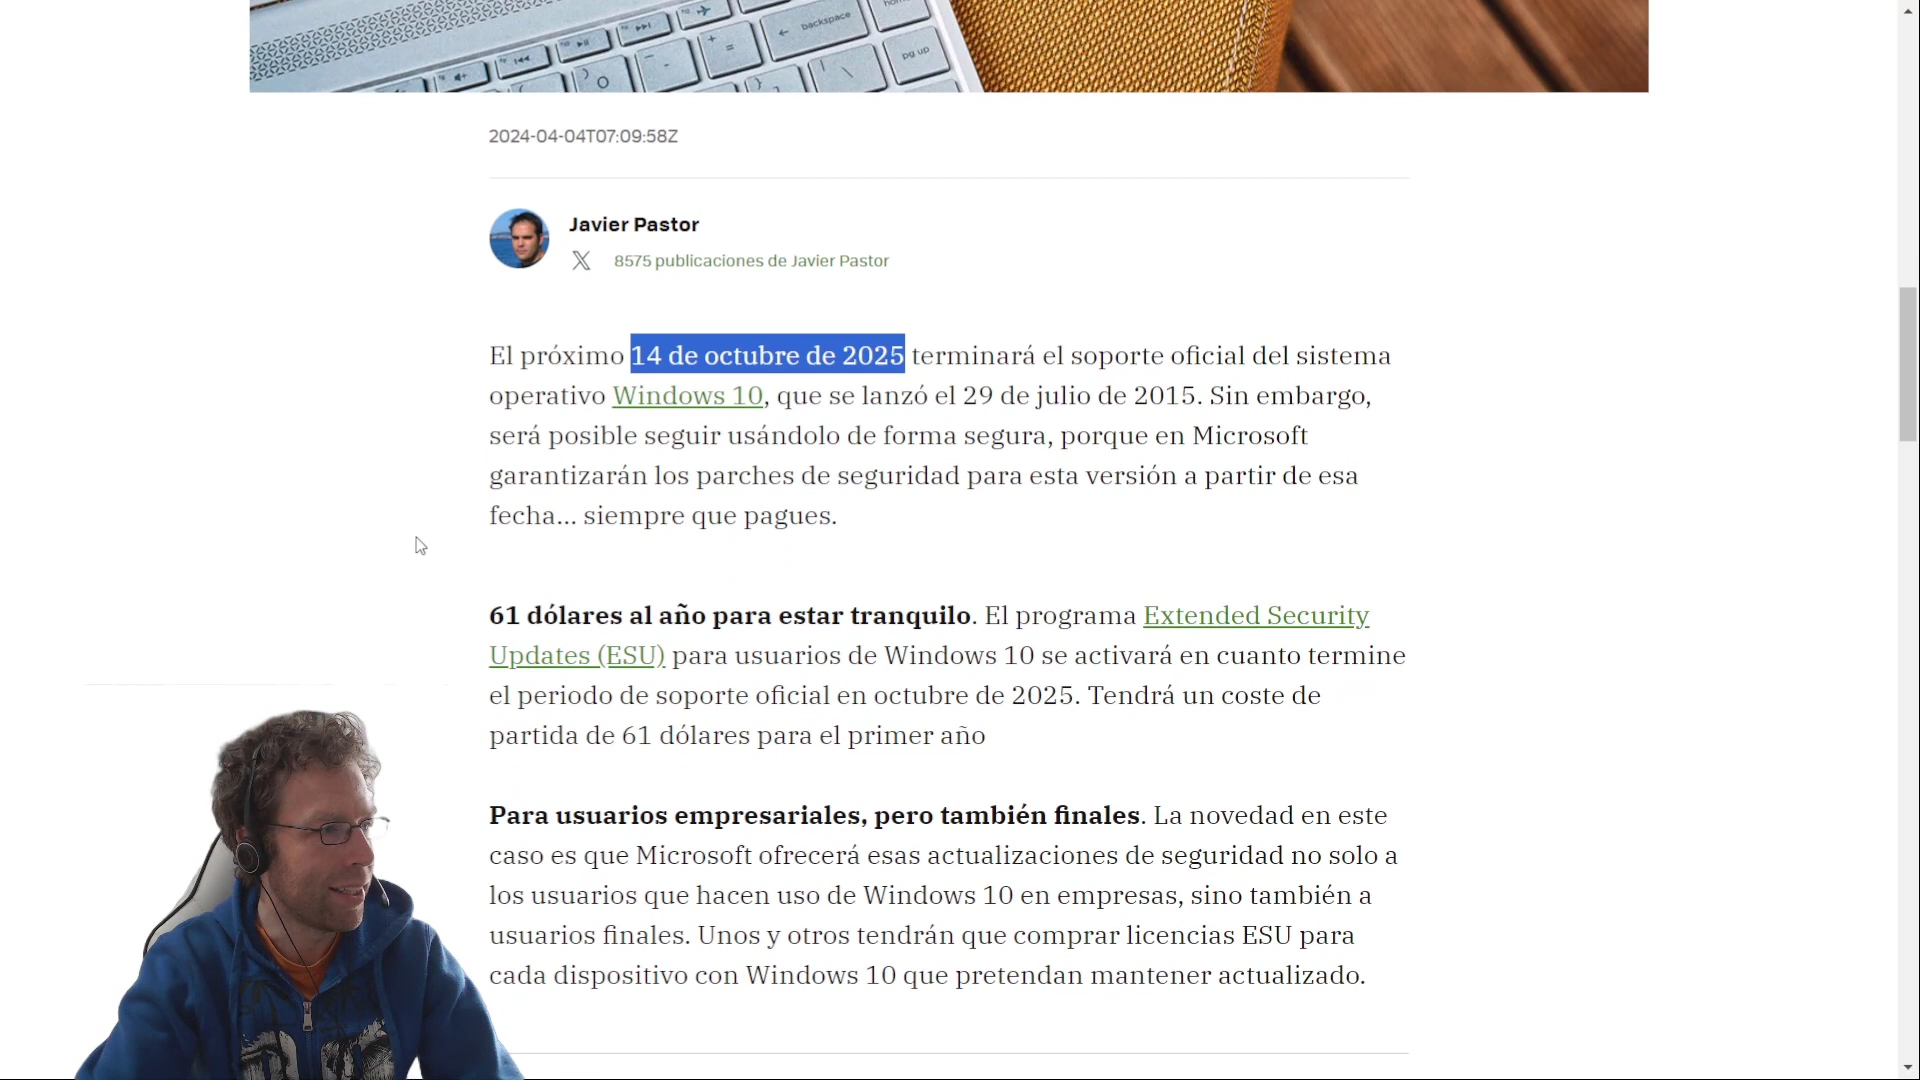 backspace
home
pg up
2024-04-04T07:09:58Z
Javier Pastor
8575 publicaciones de Javier Pastor
El próximo 14 de octubre de 2025 terminará el soporte oficial del sistema
operativo Windows 10, que se lanzó el 29 de julio de 2015. Sin embargo,
será posible seguir usándolo de forma segura, porque en Microsoft
garantizarán los parches de seguridad para esta versión a partir de esa
fecha... siempre que pagues.
61 dólares al año para estar tranquilo. El programa Extended Security
Updates (ESU) para usuarios de Windows 10 se activará en cuanto termine
el periodo de soporte oficial en octubre de 2025. Tendrá un coste de
partida de 61 dólares para el primer año
Para usuarios empresariales, pero también finales. La novedad en este
caso es que Microsoft ofrecerá esas actualizaciones de seguridad no solo a
los usuarios que hacen uso de Windows 10 en empresas, sino también a
usuarios finales. Unos y otros tendrán que comprar licencias ESU para
cada dispositivo con Windows 10 que pretendan mantener actualizado.